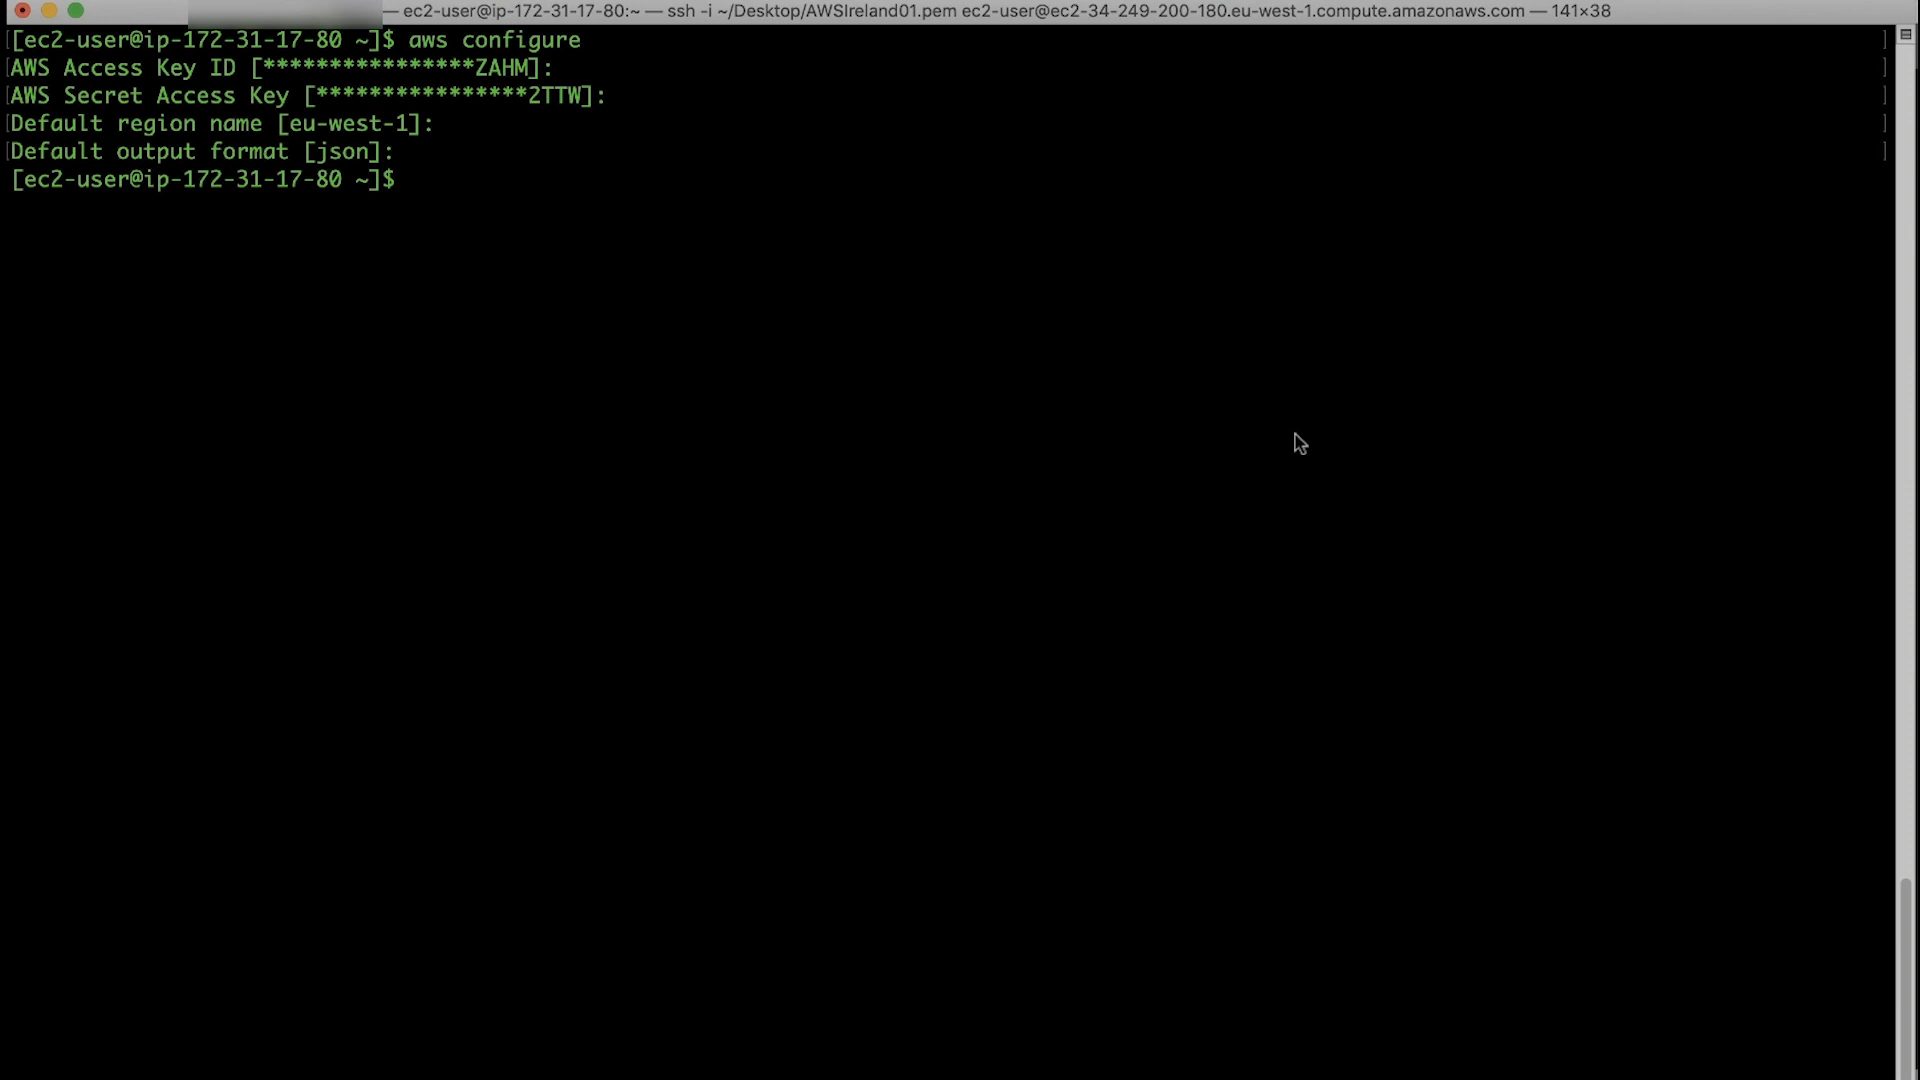 — ec2-user@ip-172-31-17-80:~ — ssh -i ~/Desktop/AWSIreland01.pem ec2-user@ec2-34-249-200-180.eu-west-1.compute.amazonaws.com — 141×38
[ec2-user@ip-172-31-17-80 ~]$ aws configure
AWS Access Key ID [****************ZAHM]:
AWS Secret Access Key [****************2TTW]:
Default region name [eu-west-1]:
Default output format [json]:
[ec2-user@ip-172-31-17-80 ~]$